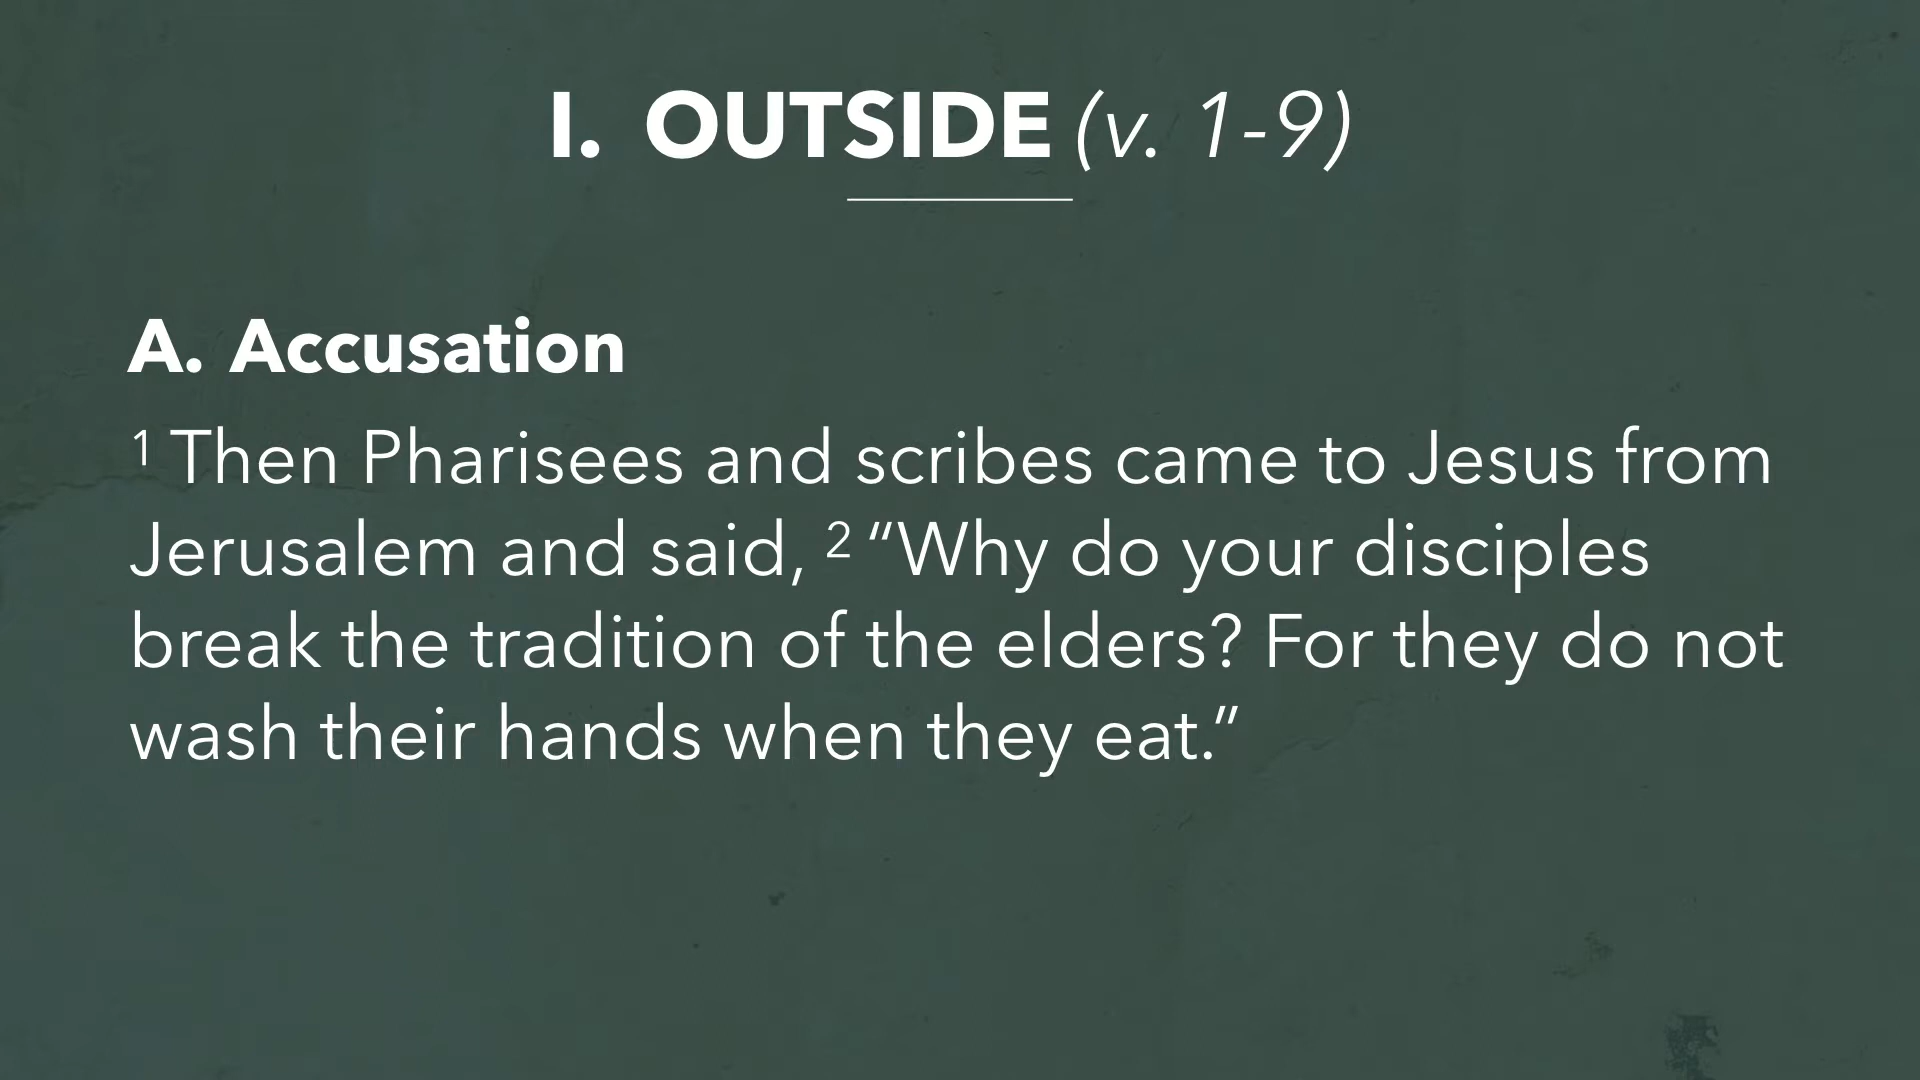 I. OUTSIDE (v. 1-9)
A. Accusation
¹ Then Pharisees and scribes came to Jesus from
Jerusalem and said, ² “Why do your disciples
break the tradition of the elders? For they do not
wash their hands when they eat.”